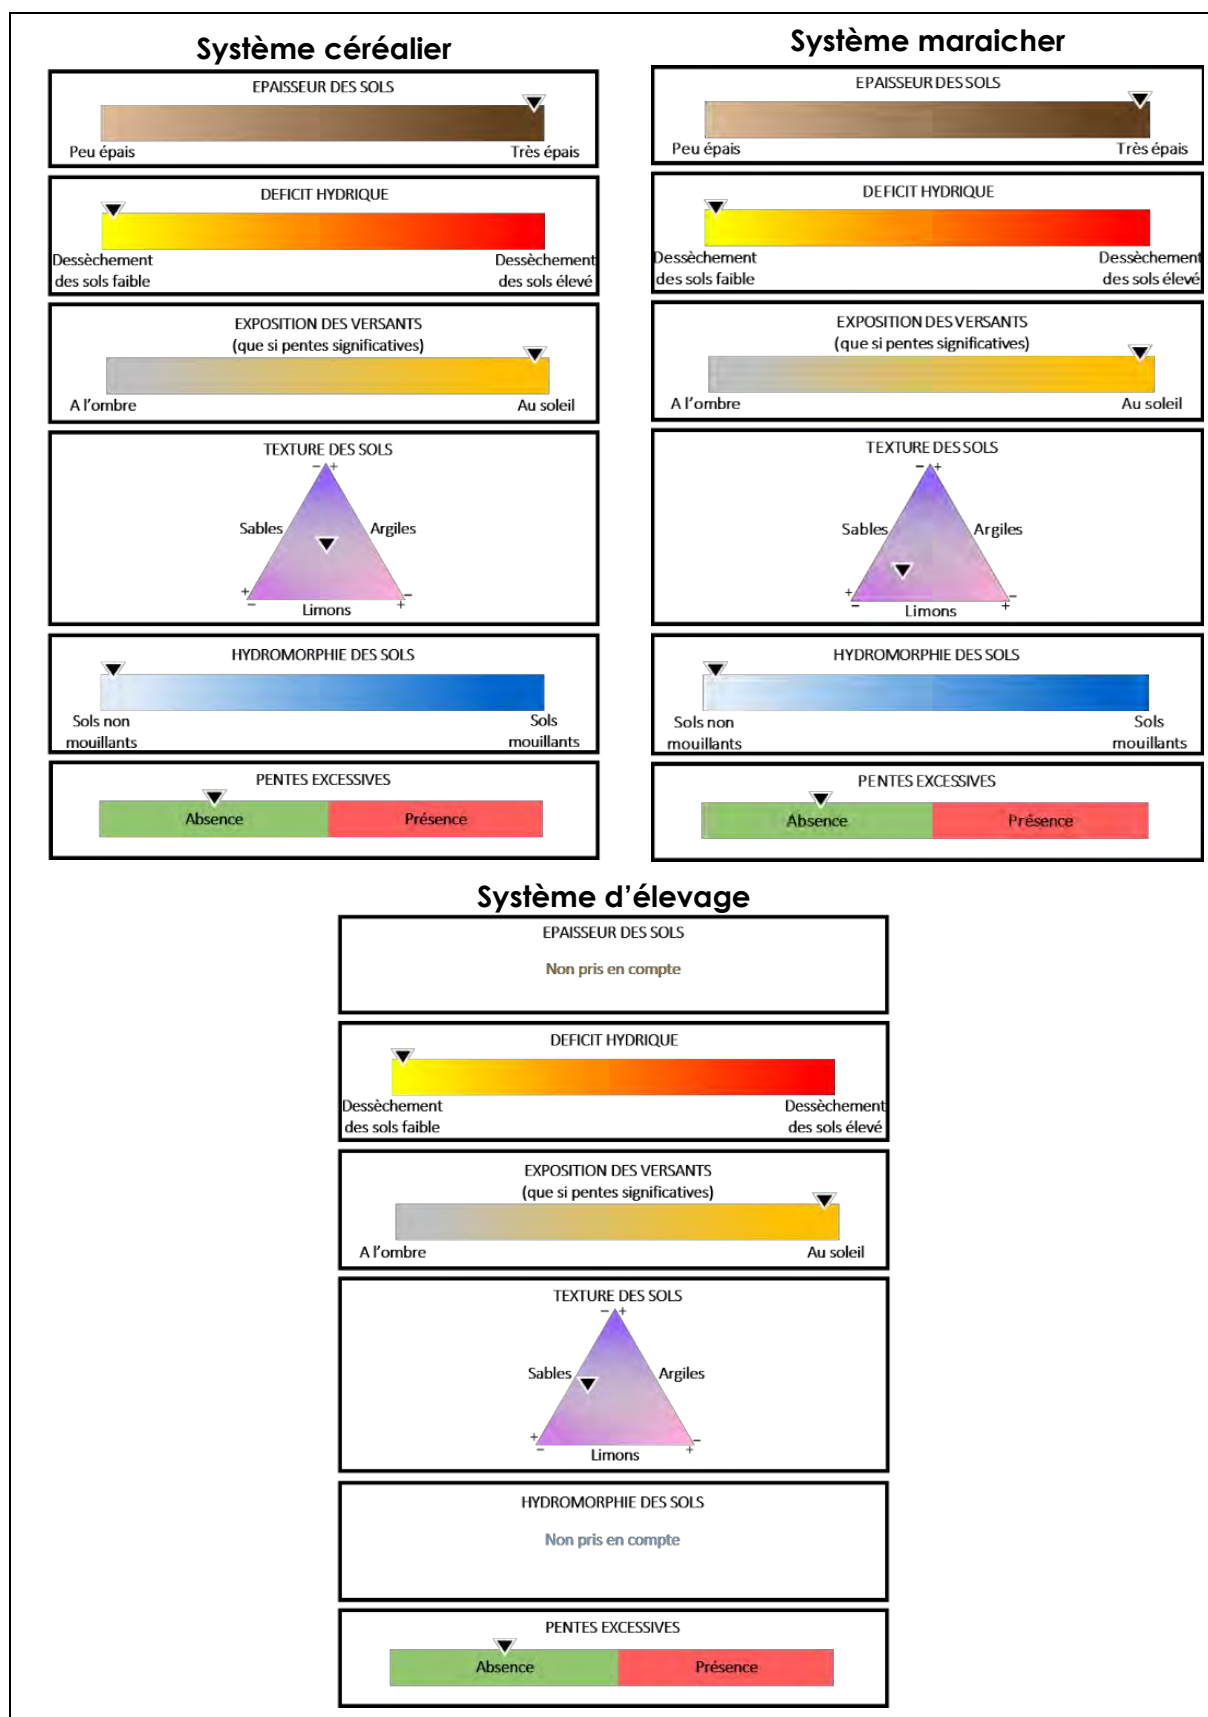 Système céréalier
EPAISSEUR DES SOLS
Peu épais
Très épais
DEFICIT HYDRIQUE
Dessèchement
des sols faible
Dessèchement
des sols élevé
EXPOSITION DES VERSANTS
(que si pentes significatives)
A l'ombre
Au soleil
TEXTURE DES SOLS
− +
Sables
Argiles
+
−
Limons
−
+
HYDROMORPHIE DES SOLS
Sols non
mouillants
Sols
mouillants
PENTES EXCESSIVES
Absence
Présence
Système maraicher
EPAISSEUR DES SOLS
Peu épais
Très épais
DEFICIT HYDRIQUE
Dessèchement
des sols faible
Dessèchement
des sols élevé
EXPOSITION DES VERSANTS
(que si pentes significatives)
A l'ombre
Au soleil
TEXTURE DES SOLS
− +
Sables
Argiles
+
−
Limons
−
+
HYDROMORPHIE DES SOLS
Sols non
mouillants
Sols
mouillants
PENTES EXCESSIVES
Absence
Présence
Système d'élevage
EPAISSEUR DES SOLS
Non pris en compte
DEFICIT HYDRIQUE
Dessèchement
des sols faible
Dessèchement
des sols élevé
EXPOSITION DES VERSANTS
(que si pentes significatives)
A l'ombre
Au soleil
TEXTURE DES SOLS
− +
Sables
Argiles
+
−
Limons
−
+
HYDROMORPHIE DES SOLS
Non pris en compte
PENTES EXCESSIVES
Absence
Présence